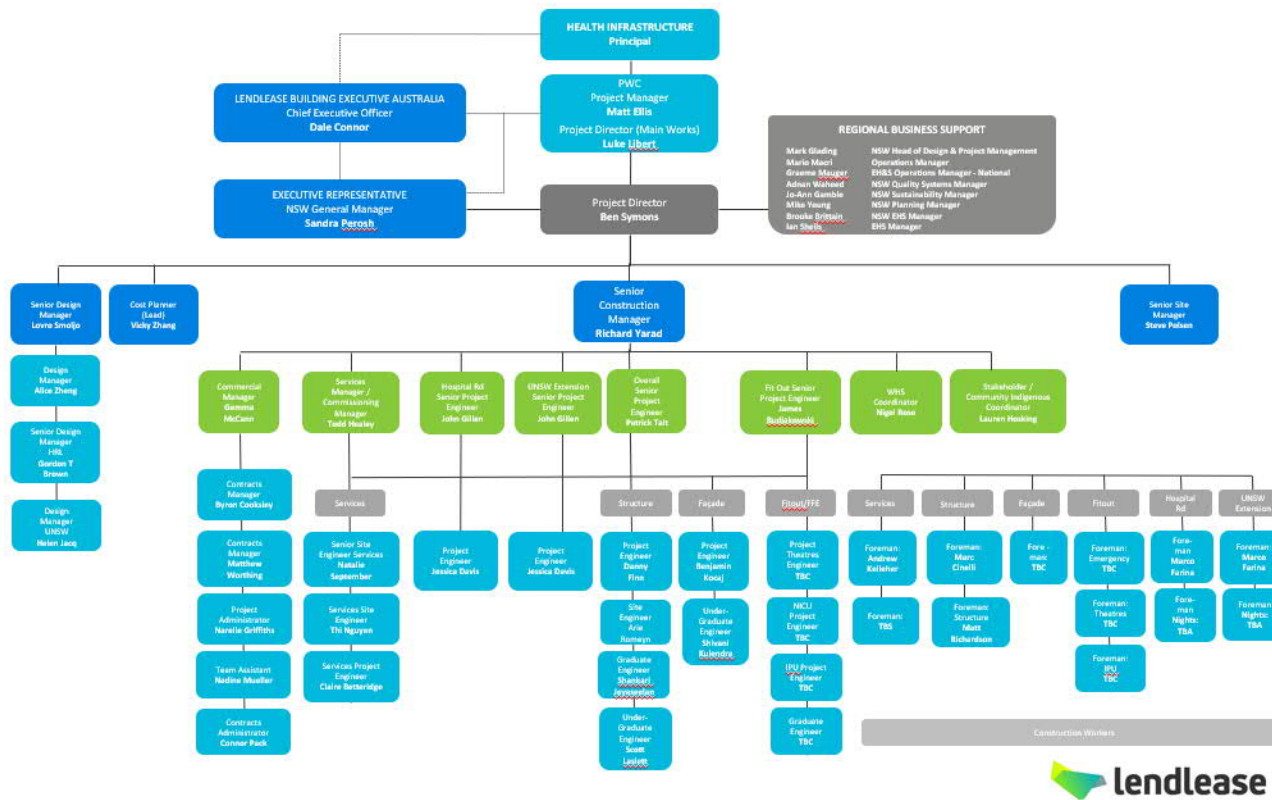 HEALTH INFRASTRUCTURE
Principal
PWC
Project Manager
Matt Ellis
Project Director (Main Works)
Luke Libert
LENDLEASE BUILDING EXECUTIVE AUSTRALIA
Chief Executive Officer
Dale Connor
EXECUTIVE REPRESENTATIVE
NSW General Manager
Sandra Perosh
Project Director
Ben Symons
REGIONAL BUSINESS SUPPORT
Mark Glading NSW Head of Design & Project Management
Mario Macri Operations Manager
Graeme Mauger EH&S Operations Manager - National
Adnan Waheed NSW Quality Systems Manager
Jo-Ann Gamble NSW Sustainability Manager
Mike Young NSW Planning Manager
Brooke Brittain NSW EHS Manager
Ian Sheils EHS Manager
Senior Design
Manager
Lovre Smoljo
Cost Planner
(Lead)
Vicky Zhang
Senior
Construction
Manager
Richard Yarad
Senior Site
Manager
Steve Pelsen
Design
Manager
Alice Zheng
Senior Design
Manager
HRL
Gordon T
Brown
Design
Manager
UNSW
Helen Jacq
Commercial
Manager
Gemma
McCann
Services
Manager /
Commissioning
Manager
Todd Healey
Hospital Rd
Senior Project
Engineer
John Gillen
UNSW Extension
Senior Project
Engineer
John Gillen
Overall
Senior
Project
Engineer
Patrick Tait
Fit Out Senior
Project Engineer
James
WHS
Coordinator
Nigel Rose
Stakeholder /
Community Indigenous
Coordinator
Lauren Hosking
Contracts
Manager
Byron Cooksley
Contracts
Manager
Matthew
Worthing
Project
Administrator
Narelle Griffiths
Team Assistant
Nadine Mueller
Contracts
Administrator
Connor Pack
Services
Senior Site
Engineer Services
Natalie
September
Services Site
Engineer
Thi Nguyen
Services Project
Engineer
Claire Betteridge
Project
Engineer
Jessica Davis
Project
Engineer
Jessica Davis
Structure
Project
Engineer
Danny
Finn
Site
Engineer
Arie
Romeyn
Graduate
Engineer
Shankari
Jeyaseelan
Under-
Graduate
Engineer
Scott
Laslett
Façade
Project
Engineer
Benjamin
Kocaj
Under-
Graduate
Engineer
Shivani
Kulendra
Fitout/FFE
Project
Theatres
Engineer
TBC
NICU
Project
Engineer
TBC
IPU Project
Engineer
TBC
Graduate
Engineer
TBC
Services
Foreman:
Andrew
Kelleher
Foreman:
TBS
Structure
Foreman:
Marc
Cinelli
Foreman:
Structure
Matt
Richardson
Façade
Fore -
man:
TBC
Fitout
Foreman:
Emergency
TBC
Foreman:
Theatres
TBC
Foreman:
IPU
TBC
Hospital
Rd
Fore-
man
Marco
Farina
Fore-
man
Nights:
TBA
UNSW
Extension
Foreman:
Marco
Farina
Foreman:
Nights:
TBA
Construction Workers
lendlease